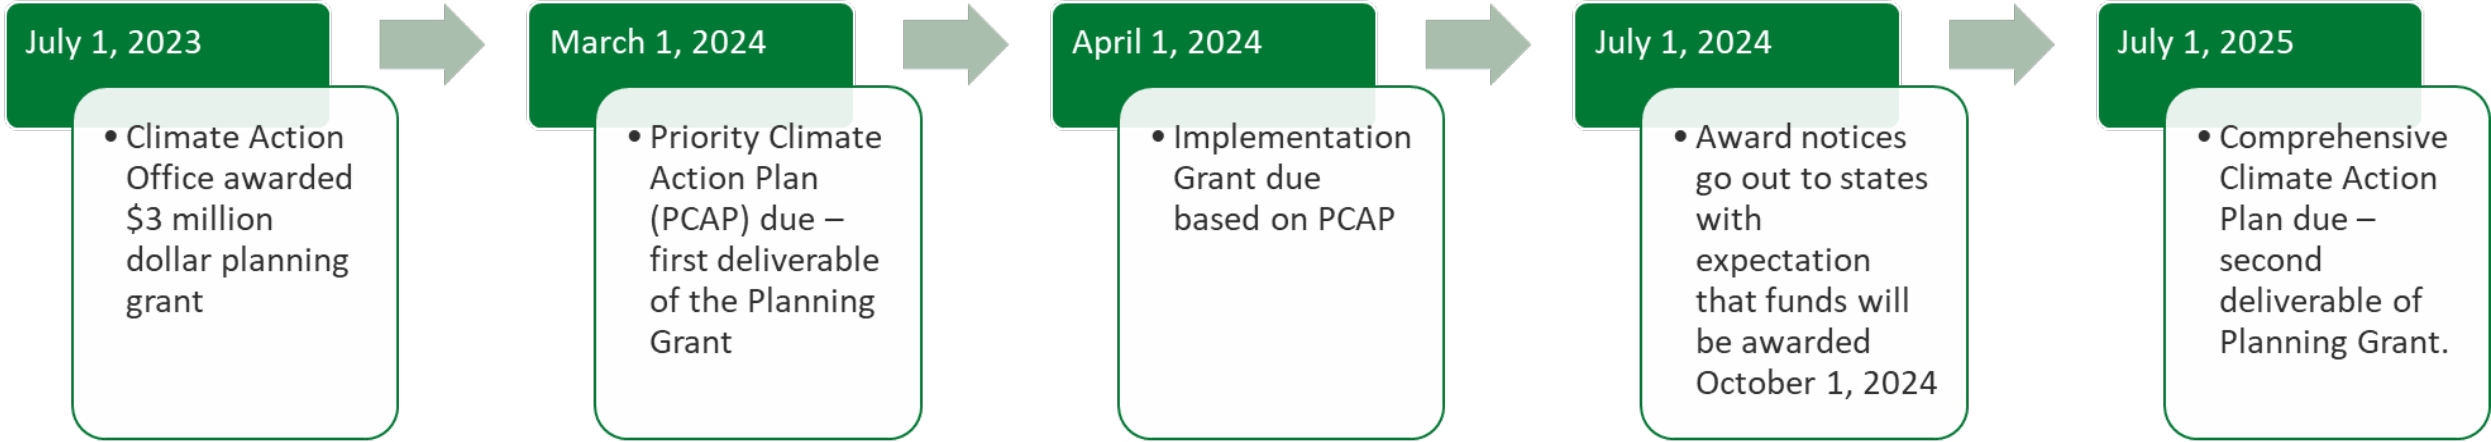 July 1, 2023
• Climate Action
Office awarded
$3 million
dollar planning
grant
March 1, 2024
• Priority Climate
Action Plan
(PCAP) due –
first deliverable
of the Planning
Grant
April 1, 2024
• Implementation
Grant due
based on PCAP
July 1, 2024
• Award notices
go out to states
with
expectation
that funds will
be awarded
October 1, 2024
July 1, 2025
• Comprehensive
Climate Action
Plan due –
second
deliverable of
Planning Grant.